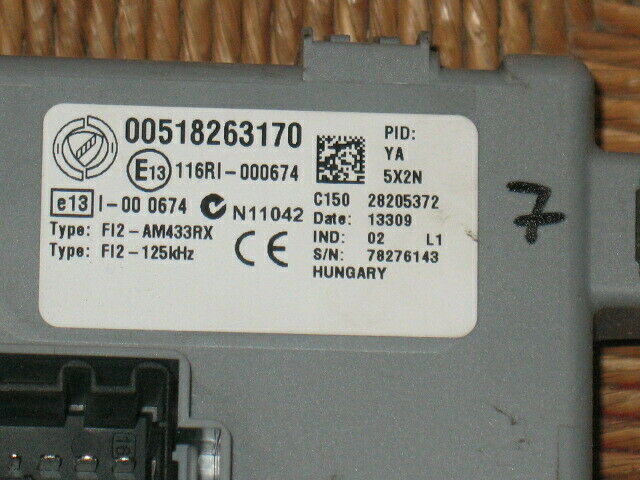 00518263170
E13 116RI-000674
e13 I-00 0674 N11042
Type: FI2-AM433RX
Type: FI2-125kHz
CE
PID:
YA
5X2N
C150 28205372
Date: 13309
IND: 02 L1
S/N: 78276143
HUNGARY
7
16